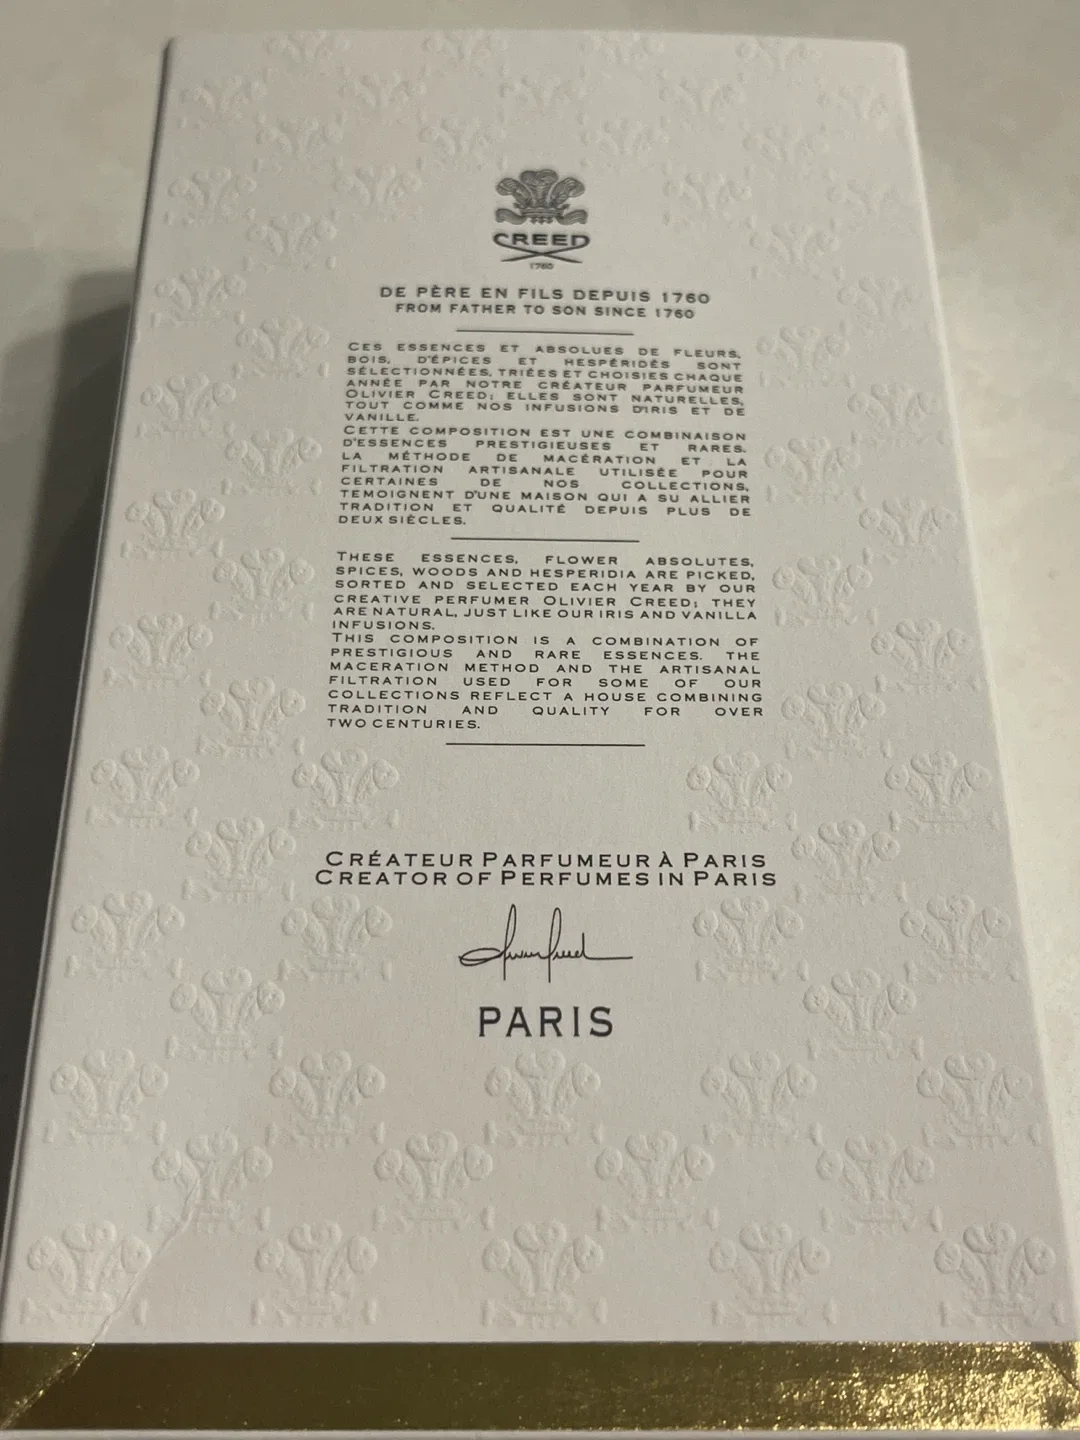 CREED
1760
DE PÈRE EN FILS DEPUIS 1760
FROM FATHER TO SON SINCE 1760
CES ESSENCES ET ABSOLUES DE FLEURS,
BOIS, D'ÉPICES ET HESPÉRIDÉS SONT
SÉLECTIONNÉES, TRIÉES ET CHOISIES CHAQUE
ANNÉE PAR NOTRE CRÉATEUR PARFUMEUR
OLIVIER CREED; ELLES SONT NATURELLES,
TOUT COMME NOS INFUSIONS D'IRIS ET DE
VANILLE.
CETTE COMPOSITION EST UNE COMBINAISON
D'ESSENCES PRESTIGIEUSES ET RARES.
LA MÉTHODE DE MACÉRATION ET LA
FILTRATION ARTISANALE UTILISÉE POUR
CERTAINES DE NOS COLLECTIONS,
TEMOIGNENT D'UNE MAISON QUI A SU ALLIER
TRADITION ET QUALITÉ DEPUIS PLUS DE
DEUX SIÈCLES.
THESE ESSENCES, FLOWER ABSOLUTES,
SPICES, WOODS AND HESPERIDIA ARE PICKED,
SORTED AND SELECTED EACH YEAR BY OUR
CREATIVE PERFUMER OLIVIER CREED; THEY
ARE NATURAL, JUST LIKE OUR IRIS AND VANILLA
INFUSIONS.
THIS COMPOSITION IS A COMBINATION OF
PRESTIGIOUS AND RARE ESSENCES. THE
MACERATION METHOD AND THE ARTISANAL
FILTRATION USED FOR SOME OF OUR
COLLECTIONS REFLECT A HOUSE COMBINING
TRADITION AND QUALITY FOR OVER
TWO CENTURIES.
CRÉATEUR PARFUMEUR À PARIS
CREATOR OF PERFUMES IN PARIS
PARIS